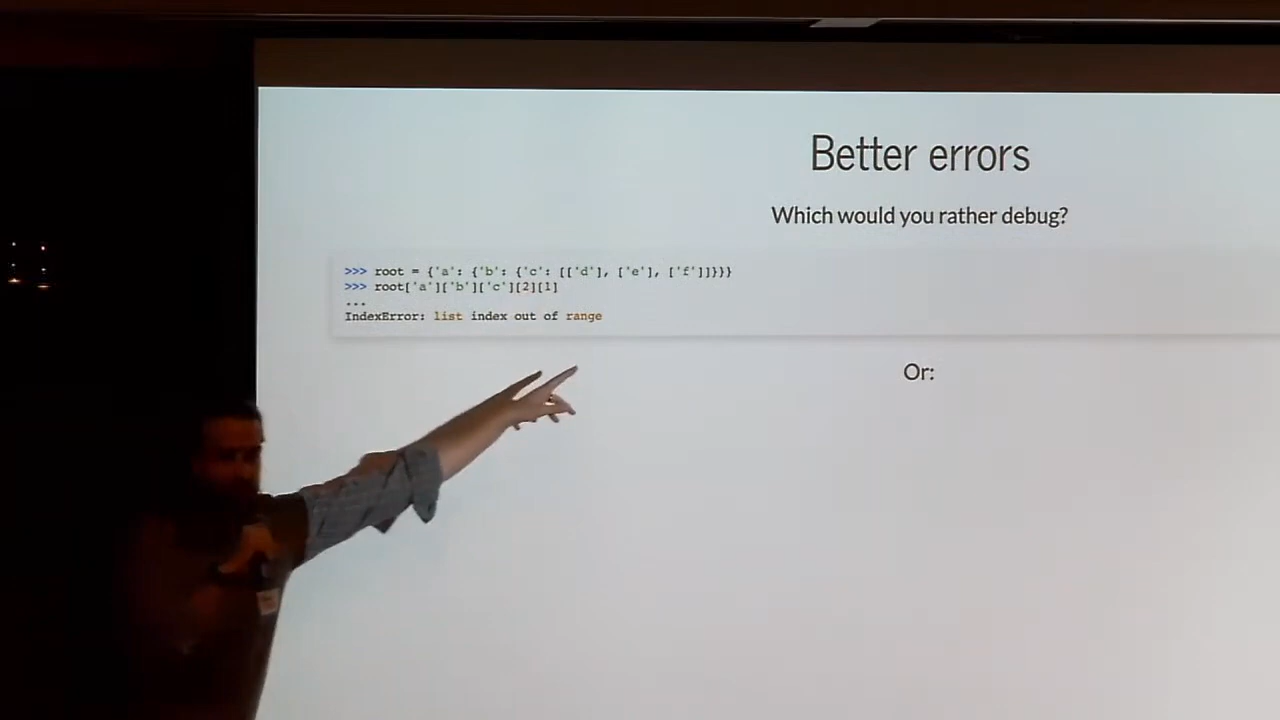 Better errors
Which would you rather debug?
>>> root = {'a': {'b': {'c': [['d'], ['e'], ['f']]}}}
>>> root['a']['b']['c'][2][1]
...
IndexError: list index out of range
Or: